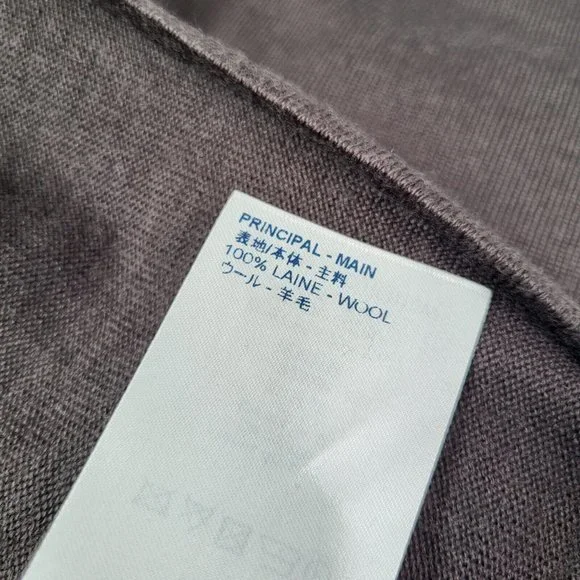 PRINCIPAL - MAIN
表地/本体 - 主料
100% LAINE - WOOL
ウール - 羊毛